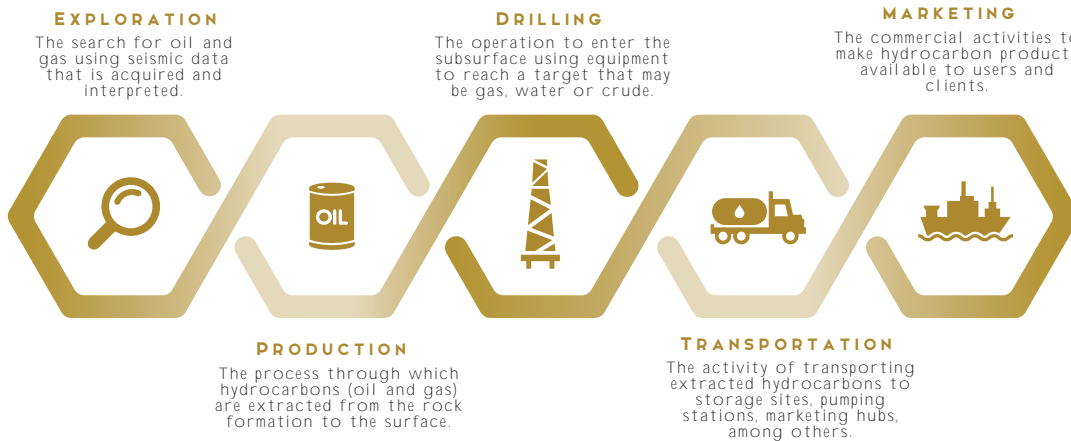 EXPLORATION
The search for oil and
gas using seismic data
that is acquired and
interpreted.
OIL
PRODUCTION
The process through which
hydrocarbons (oil and gas)
are extracted from the rock
formation to the surface.
DRILLING
The operation to enter the
subsurface using equipment
to reach a target that may
be gas, water or crude.
TRANSPORTATION
The activity of transporting
extracted hydrocarbons to
storage sites, pumping
stations, marketing hubs,
among others.
MARKETING
The commercial activities to
make hydrocarbon product
available to users and
clients.